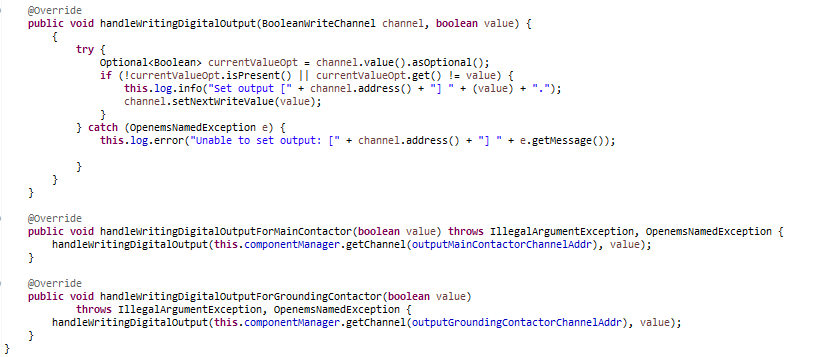 @Override
public void handleWritingDigitalOutput(BooleanWriteChannel channel, boolean value) {
    {
        try {
            Optional<Boolean> currentValueOpt = channel.value().asOptional();
            if (!currentValueOpt.isPresent() || currentValueOpt.get() != value) {
                this.log.info("Set output [" + channel.address() + "] " + (value) + ".");
                channel.setNextWriteValue(value);
            }
        } catch (OpenemsNamedException e) {
            this.log.error("Unable to set output: [" + channel.address() + "] " + e.getMessage());

        }
    }
}

@Override
public void handleWritingDigitalOutputForMainContactor(boolean value) throws IllegalArgumentException, OpenemsNamedException {
    handleWritingDigitalOutput(this.componentManager.getChannel(outputMainContactorChannelAddr), value);
}

@Override
public void handleWritingDigitalOutputForGroundingContactor(boolean value)
        throws IllegalArgumentException, OpenemsNamedException {
    handleWritingDigitalOutput(this.componentManager.getChannel(outputGroundingContactorChannelAddr), value);
}
}